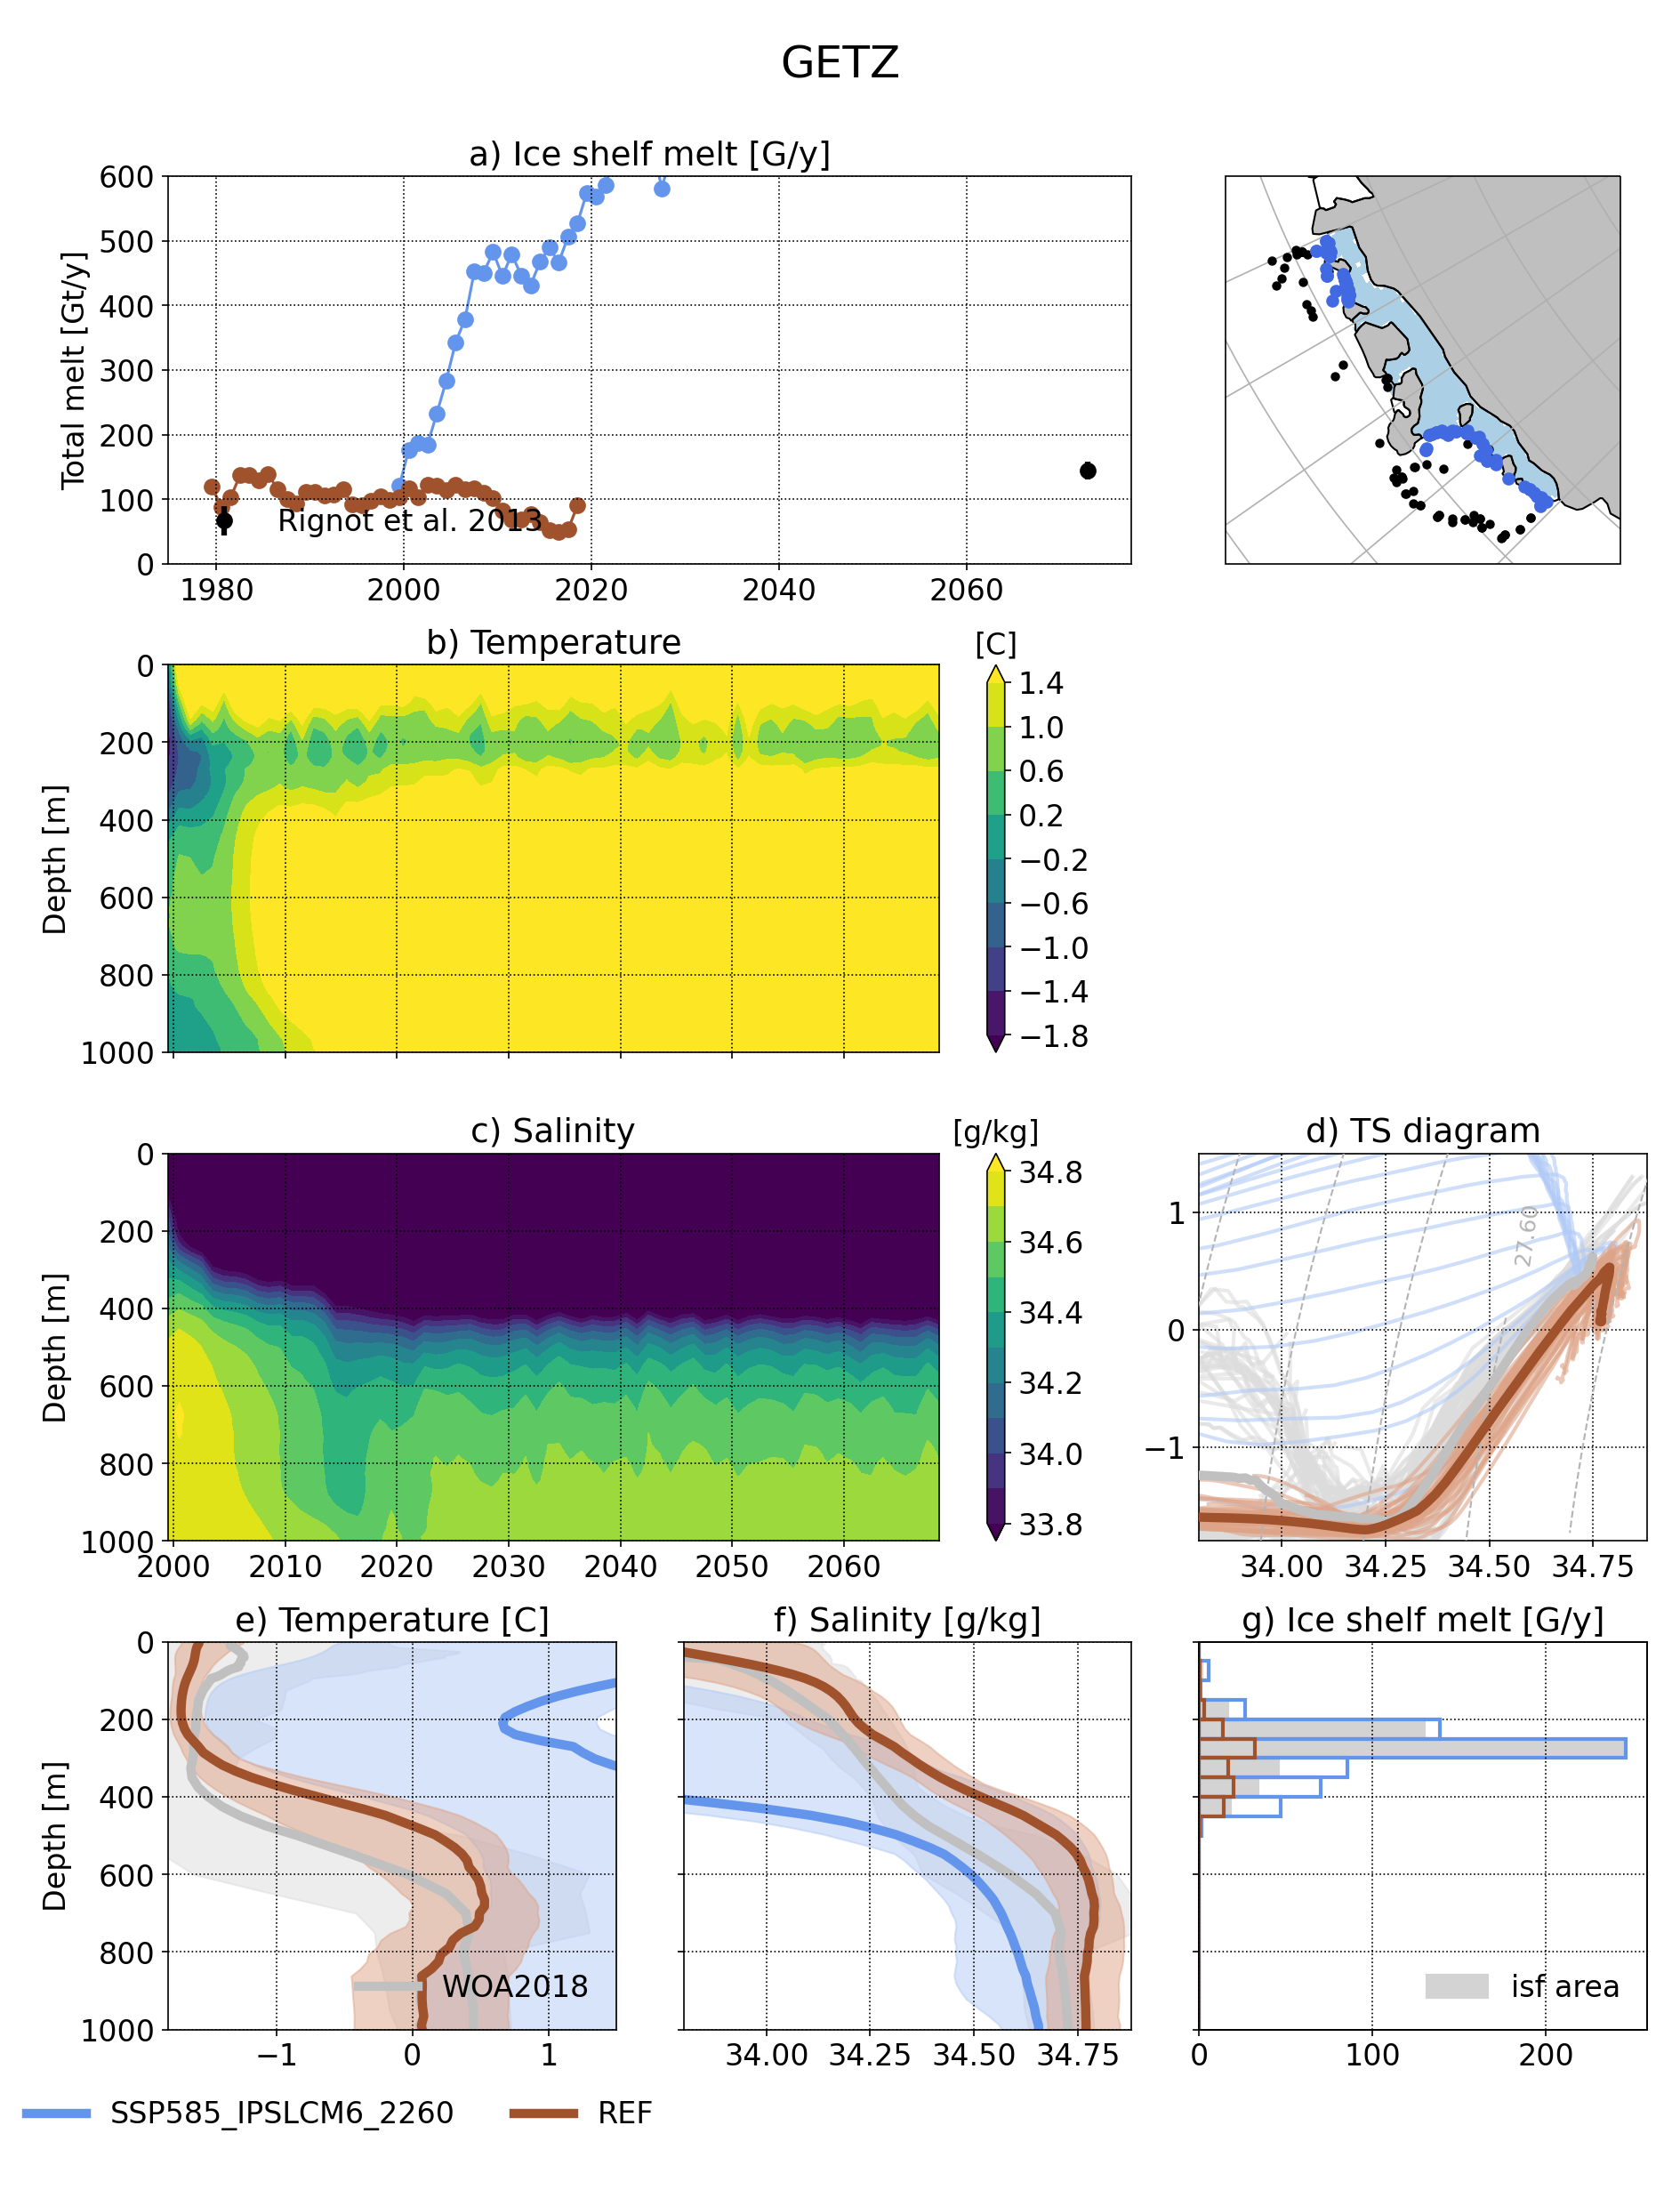 GETZ
a) Ice shelf melt [G/y]
Total melt [Gt/y]
600
500
400
300
200
100
0
Rignot et al. 2013
1980 2000 2020 2040 2060
b) Temperature
[C]
Depth [m]
0
200
400
600
800
1000
1.4
1.0
0.6
0.2
−0.2
−0.6
−1.0
−1.4
−1.8
c) Salinity
[g/kg]
Depth [m]
0
200
400
600
800
1000
2000 2010 2020 2030 2040 2050 2060
34.8
34.6
34.4
34.2
34.0
33.8
d) TS diagram
1
0
−1
27.60
34.00 34.25 34.50 34.75
e) Temperature [C]
Depth [m]
0
200
400
600
800
1000
WOA2018
−1 0 1
f) Salinity [g/kg]
34.00 34.25 34.50 34.75
g) Ice shelf melt [G/y]
isf area
0 100 200
SSP585_IPSLCM6_2260 REF